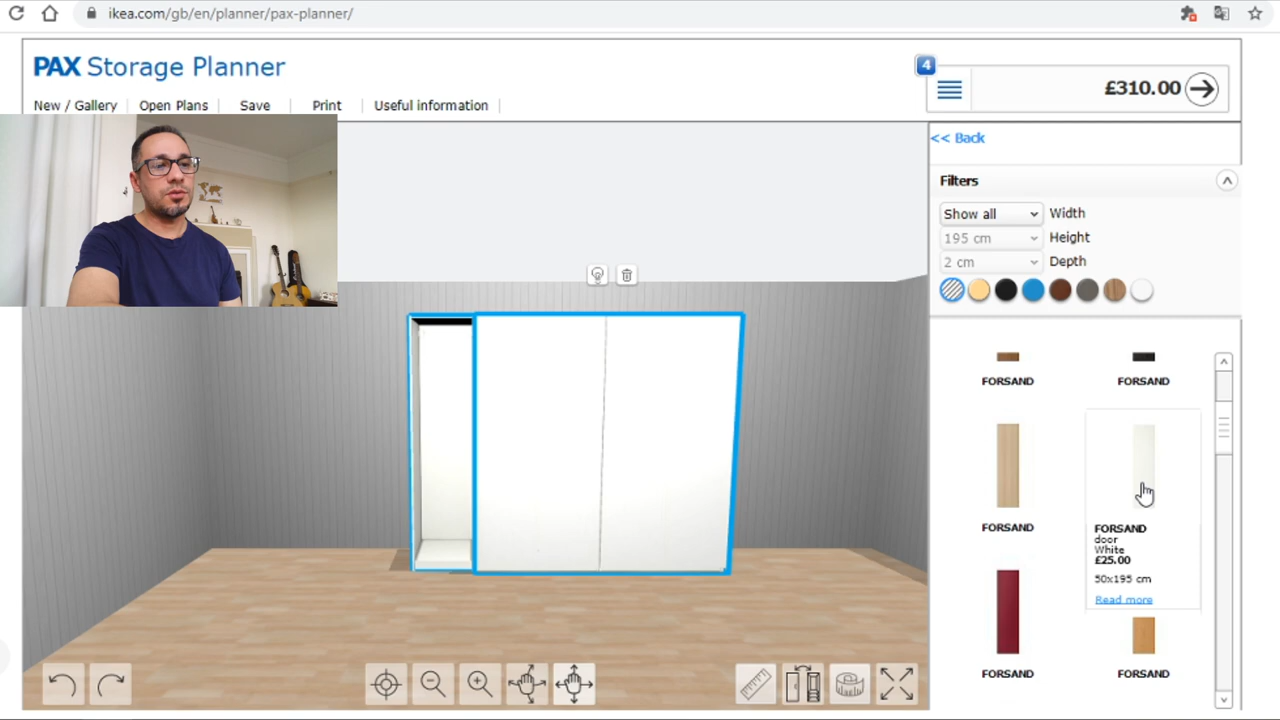 ikea.com/gb/en/planner/pax-planner/
PAX Storage Planner
4
£310.00
New / Gallery
Open Plans
Save
Print
Useful information
<< Back
Filters
Show all
Width
195 cm
Height
2 cm
Depth
FORSAND
FORSAND
FORSAND
FORSAND
door
White
£25.00
50x195 cm
Read more
FORSAND
FORSAND